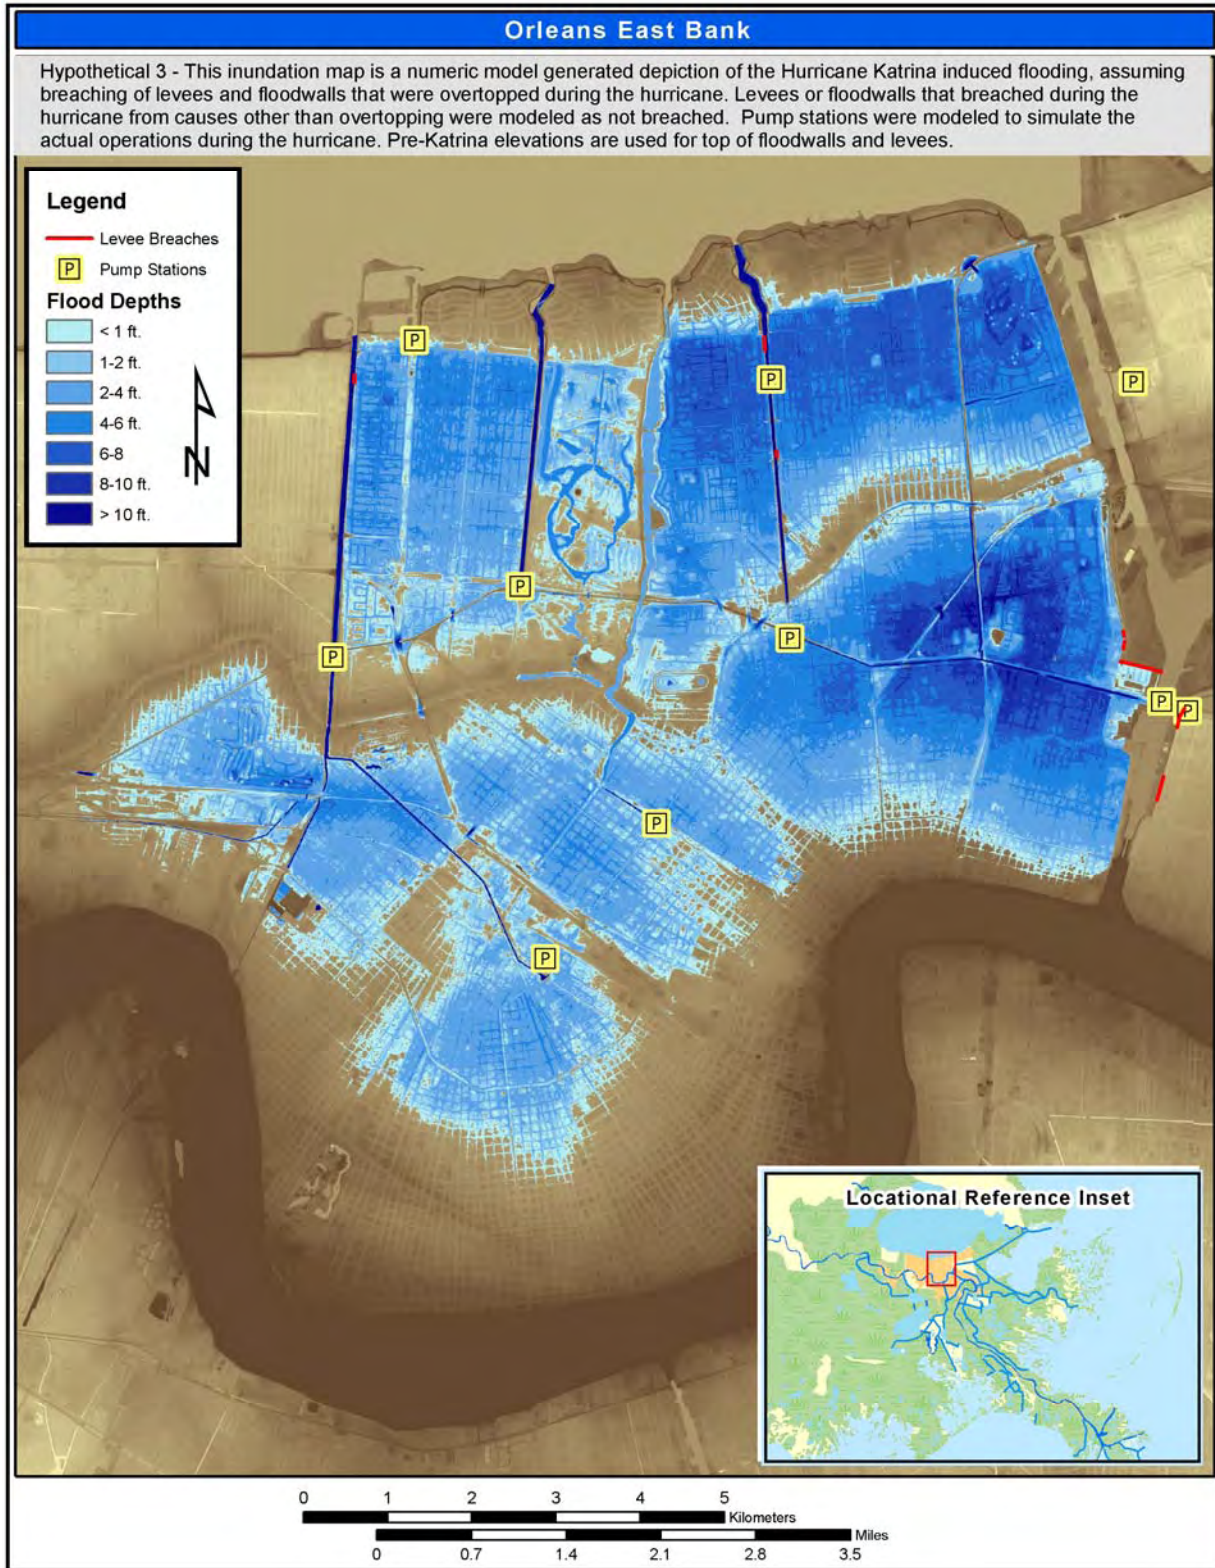 Orleans East Bank
Hypothetical 3 - This inundation map is a numeric model generated depiction of the Hurricane Katrina induced flooding, assuming
breaching of levees and floodwalls that were overtopped during the hurricane. Levees or floodwalls that breached during the
hurricane from causes other than overtopping were modeled as not breached. Pump stations were modeled to simulate the
actual operations during the hurricane. Pre-Katrina elevations are used for top of floodwalls and levees.
Legend
Levee Breaches
P Pump Stations
Flood Depths
< 1 ft.
1-2 ft.
2-4 ft.
4-6 ft.
6-8
8-10 ft.
> 10 ft.
N
P
P
P
P
P
P
P
P
P
P
Locational Reference Inset
0 1 2 3 4 5
Kilometers
Miles
0 0.7 1.4 2.1 2.8 3.5